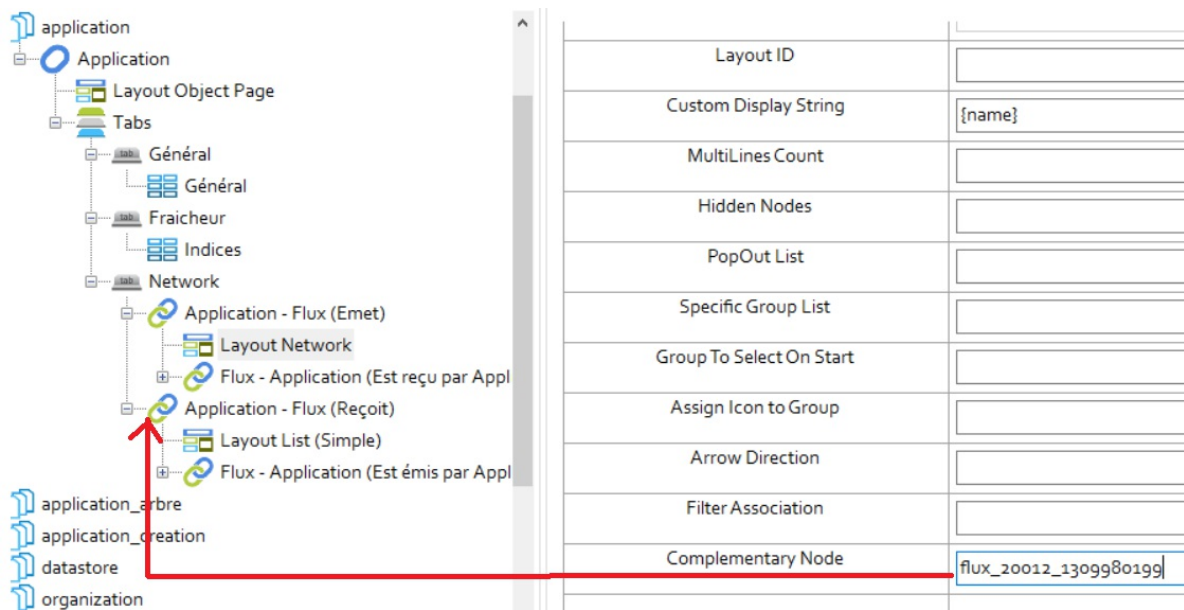 application
Application
Layout Object Page
Tabs
tab
Général
Général
tab
Fraicheur
Indices
tab
Network
Application - Flux (Emet)
Layout Network
Flux - Application (Est reçu par Appl
Application - Flux (Reçoit)
Layout List (Simple)
Flux - Application (Est émis par Appl
application_arbre
application_creation
datastore
organization
Layout ID
Custom Display String
{name}
MultiLines Count
Hidden Nodes
PopOut List
Specific Group List
Group To Select On Start
Assign Icon to Group
Arrow Direction
Filter Association
Complementary Node
flux_20012_1309980199